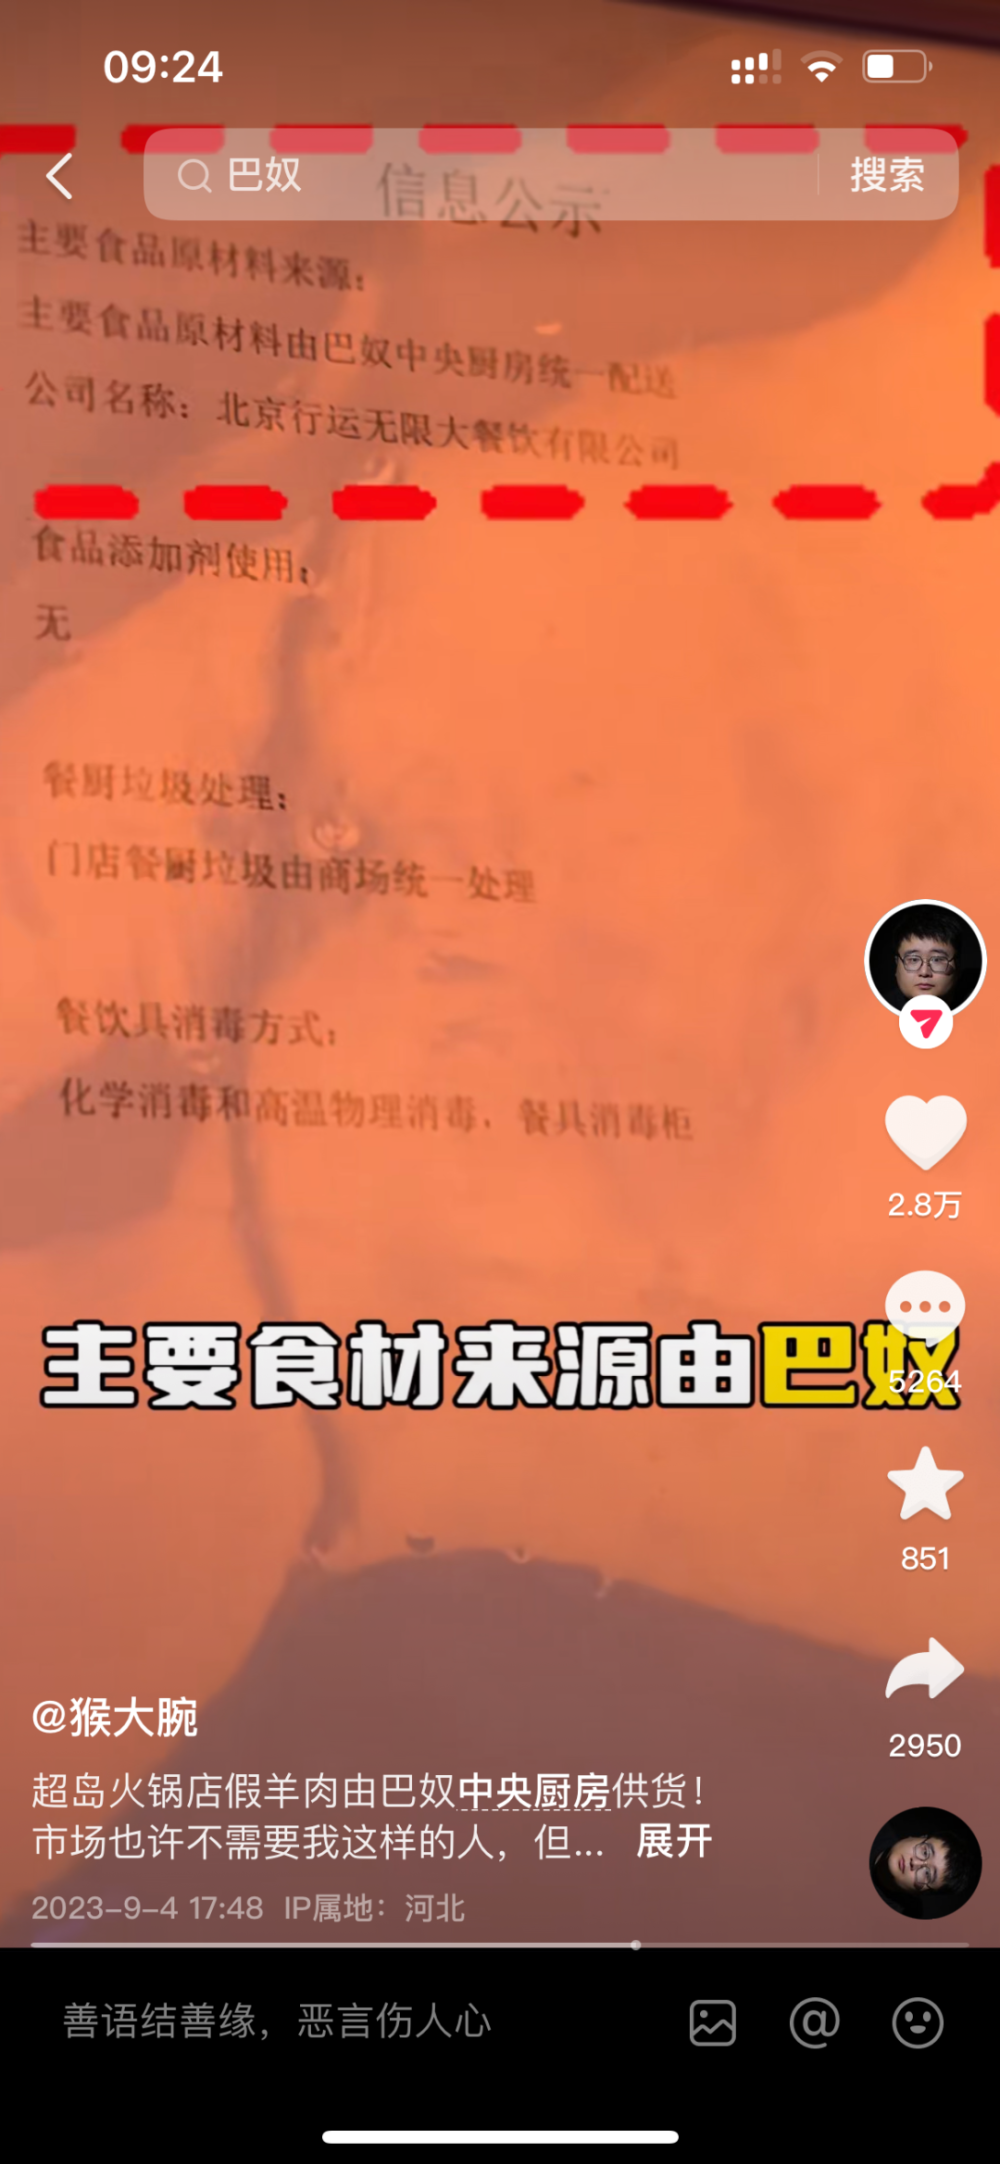 09:24
巴奴
搜索
信息公示
主要食品原材料来源：
主要食品原材料由巴奴中央厨房统一配送
公司名称：北京行运无限大餐饮有限公司
食品添加剂使用：
无
餐厨垃圾处理：
门店餐厨垃圾由商场统一处理
餐饮具消毒方式：
化学消毒和高温物理消毒，餐具消毒柜
2.8万
主要食材来源由巴奴
5264
851
2950
@猴大腕
超岛火锅店假羊肉由巴奴中央厨房供货！
市场也许不需要我这样的人，但... 展开
2023-9-4 17:48 IP属地：河北
善语结善缘，恶言伤人心